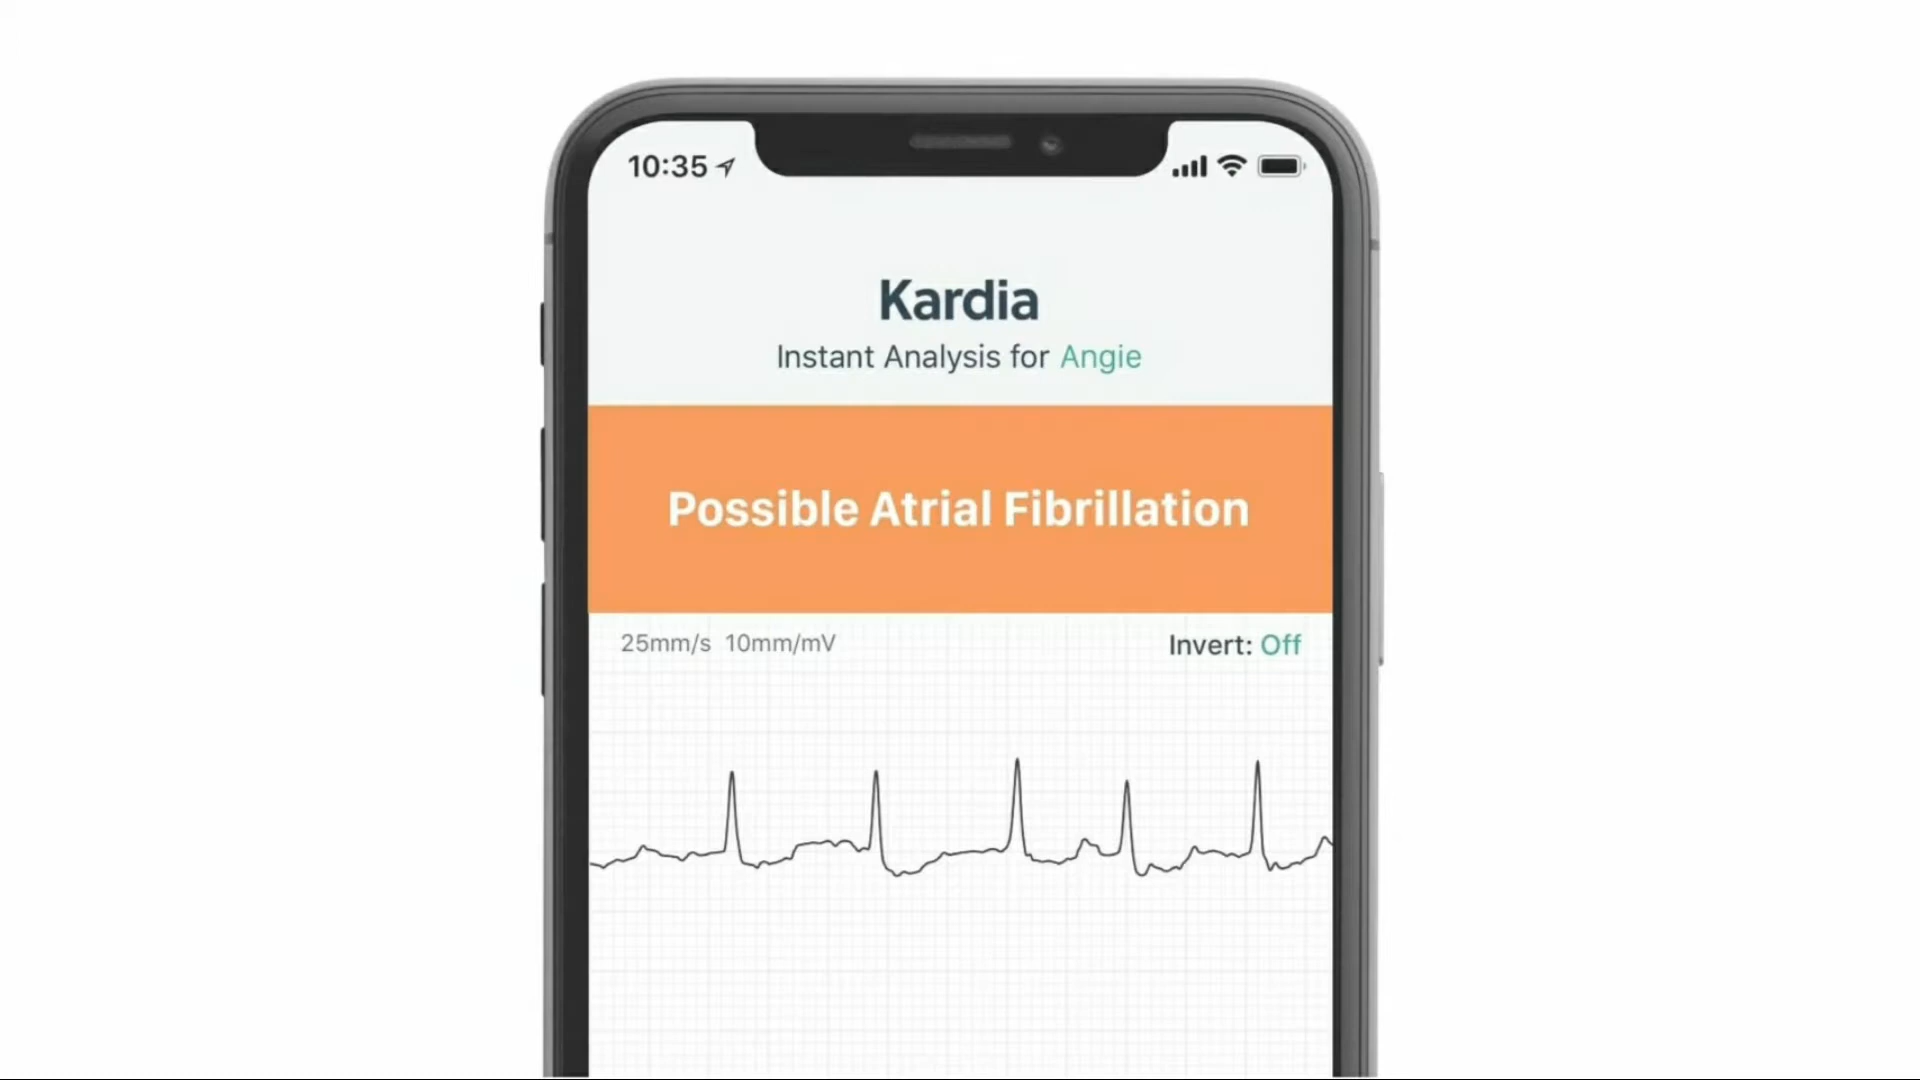 10:35
Kardia
Instant Analysis for Angie
Possible Atrial Fibrillation
25mm/s 10mm/mV
Invert: Off